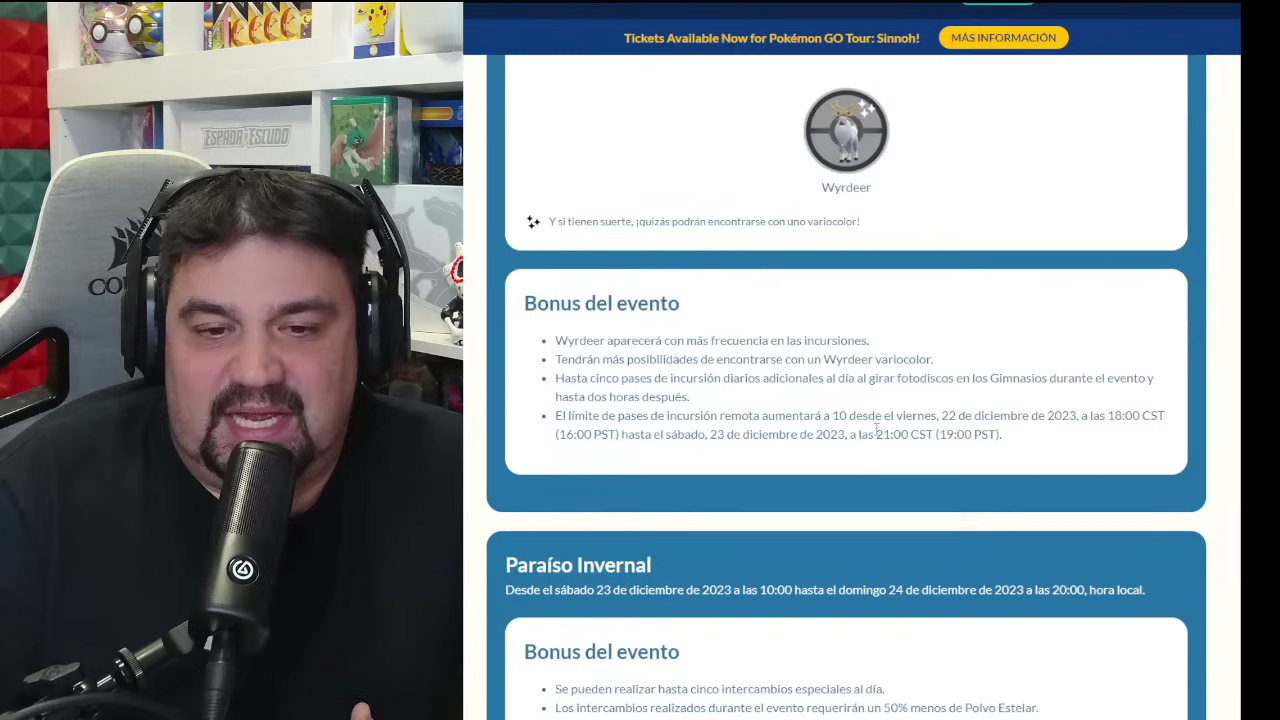 Tickets Available Now for Pokémon GO Tour: Sinnoh!
MÁS INFORMACIÓN
ESPADA ESCUDO
Wyrdeer
Y si tienen suerte, ¡quizás podrán encontrarse con uno variocolor!
Bonus del evento
Wyrdeer aparecerá con más frecuencia en las incursiones.
Tendrán más posibilidades de encontrarse con un Wyrdeer variocolor.
Hasta cinco pases de incursión diarios adicionales al día al girar fotodiscos en los Gimnasios durante el evento y
hasta dos horas después.
El límite de pases de incursión remota aumentará a 10 desde el viernes, 22 de diciembre de 2023, a las 18:00 CST
(16:00 PST) hasta el sábado, 23 de diciembre de 2023, a las 21:00 CST (19:00 PST).
Paraíso Invernal
Desde el sábado 23 de diciembre de 2023 a las 10:00 hasta el domingo 24 de diciembre de 2023 a las 20:00, hora local.
Bonus del evento
Se pueden realizar hasta cinco intercambios especiales al día.
Los intercambios realizados durante el evento requerirán un 50% menos de Polvo Estelar.